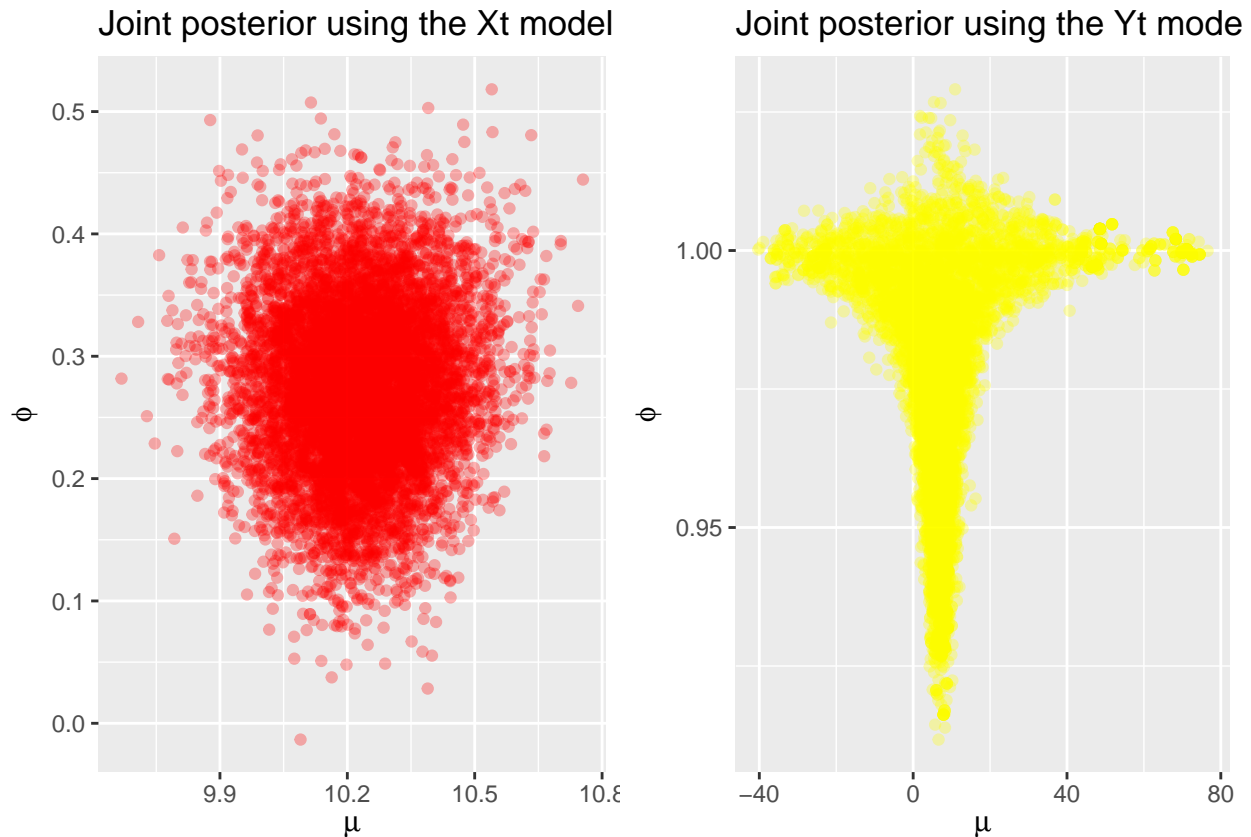 Joint posterior using the Xt model
0.5
0.4
0.3
0.2
0.1
0.0
ϕ
9.9
10.2
10.5
10.8
μ
Joint posterior using the Yt mode
1.00
0.95
ϕ
−40
0
40
80
μ